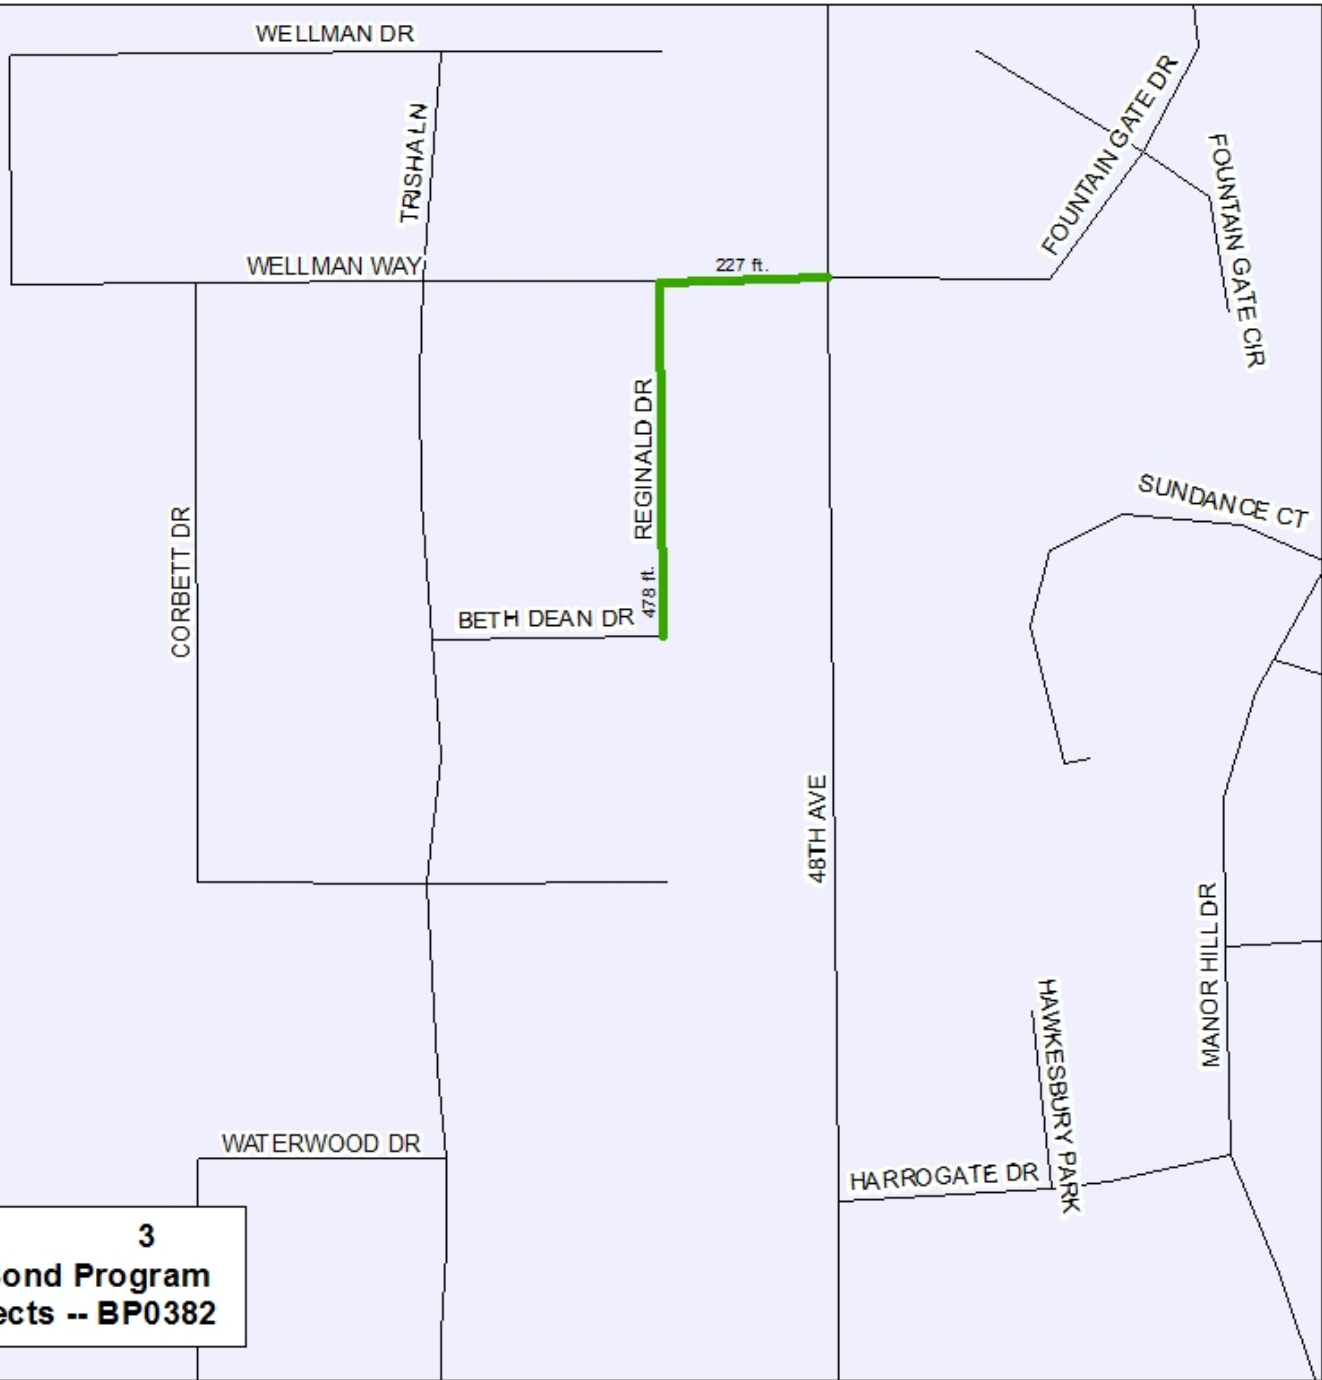 WELLMAN DR
TRISHA LN
FOUNTAIN GATE DR
FOUNTAIN GATE CIR
WELLMAN WAY
227 ft.
REGINALD DR
SUNDANCE CT
CORBETT DR
478 ft.
BETH DEAN DR
48TH AVE
MANOR HILL DR
HAWKESBURY PARK
WATERWOOD DR
HARROGATE DR
3
Program
-- BP0382